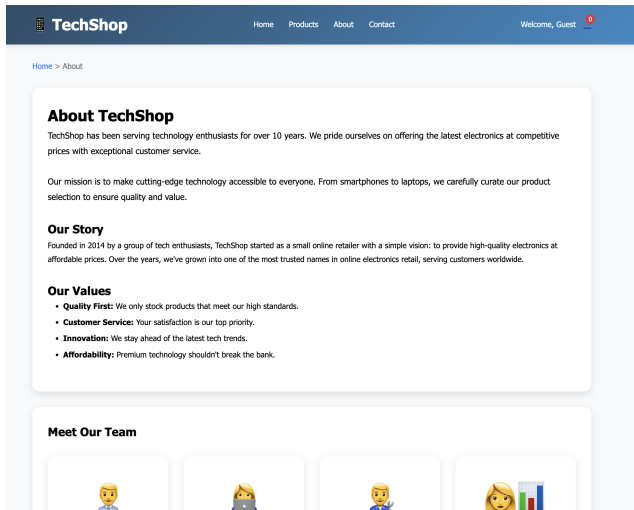 TechShop
Home Products About Contact
Welcome, Guest
0
Home > About
About TechShop
TechShop has been serving technology enthusiasts for over 10 years. We pride ourselves on offering the latest electronics at competitive
prices with exceptional customer service.
Our mission is to make cutting-edge technology accessible to everyone. From smartphones to laptops, we carefully curate our product
selection to ensure quality and value.
Our Story
Founded in 2014 by a group of tech enthusiasts, TechShop started as a small online retailer with a simple vision: to provide high-quality electronics at
affordable prices. Over the years, we've grown into one of the most trusted names in online electronics retail, serving customers worldwide.
Our Values
• Quality First: We only stock products that meet our high standards.
• Customer Service: Your satisfaction is our top priority.
• Innovation: We stay ahead of the latest tech trends.
• Affordability: Premium technology shouldn't break the bank.
Meet Our Team